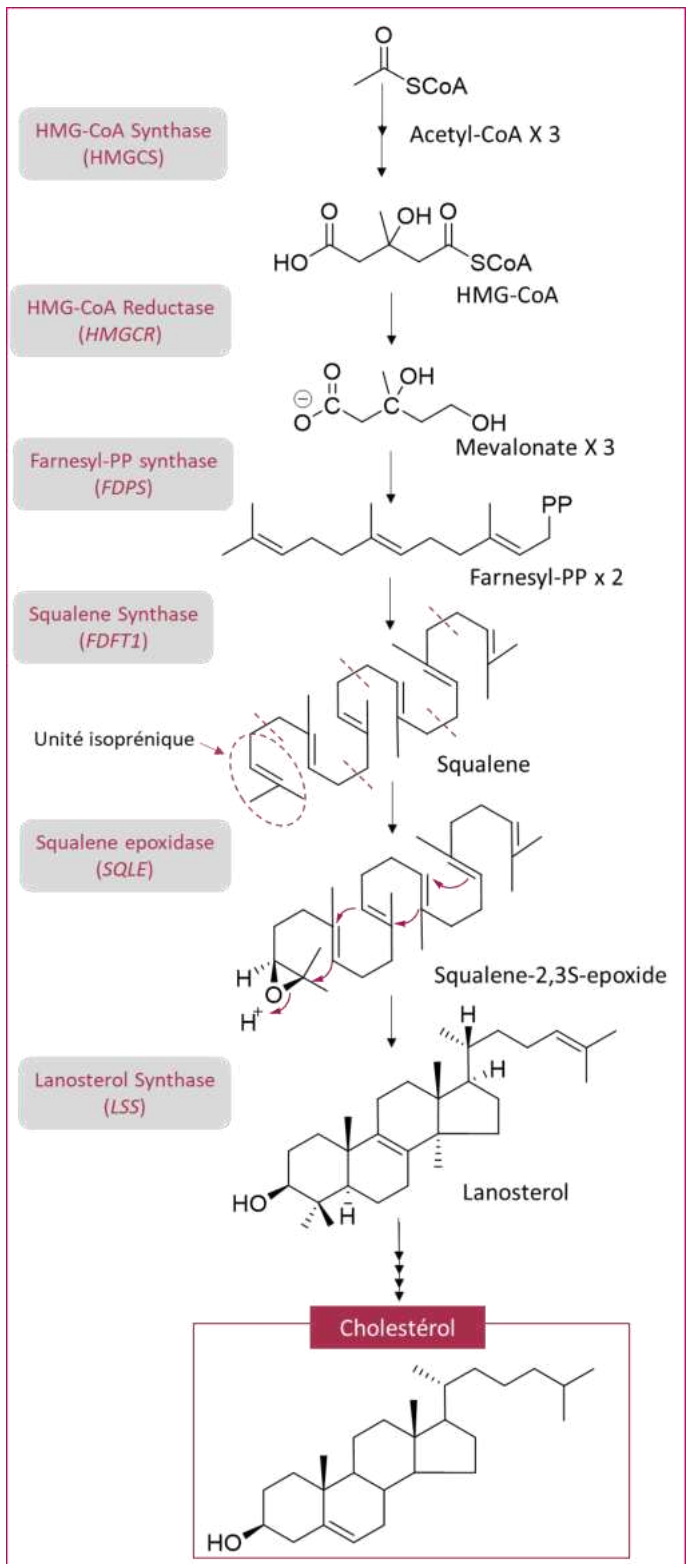 O
SCoA
HMG-CoA Synthase
(HMGCS)
Acetyl-CoA X 3
O
OH
O
HO
SCoA
HMG-CoA
HMG-CoA Reductase
(HMGCR)
O
OH
C
C
O
OH
Mevalonate X 3
Farnesyl-PP synthase
(FDPS)
PP
Farnesyl-PP x 2
Squalene Synthase
(FDFT1)
Unité isoprénique
Squalene
Squalene epoxidase
(SQLE)
H
O
H+
Squalene-2,3S-epoxide
H
Lanosterol Synthase
(LSS)
H
HO
H
Lanosterol
Cholestérol
HO